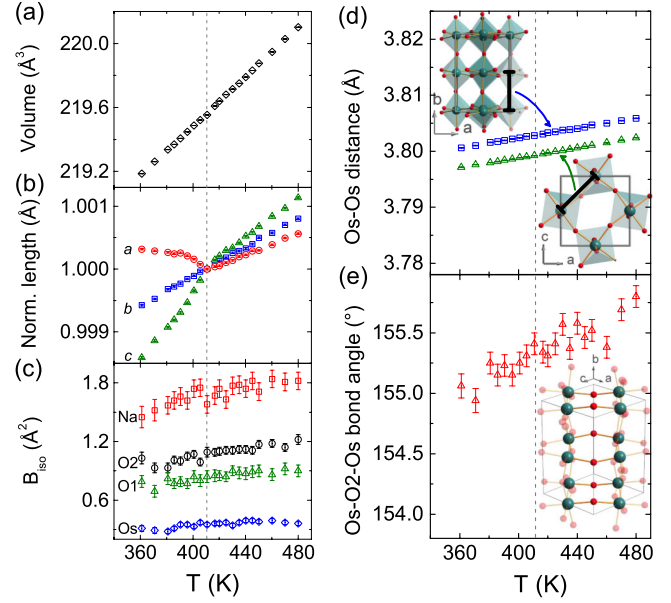 (a)
Volume (Å³)
220.0
219.6
219.2
(b)
Norm. length (Å)
1.001
1.000
0.999
a
b
c
(c)
B_iso (Å²)
1.8
1.2
0.6
Na
O2
O1
Os
360 400 440 480
T (K)
(d)
Os-Os distance (Å)
3.82
3.81
3.80
3.79
3.78
b
a
c
a
(e)
Os-O2-Os bond angle (°)
155.5
155.0
154.5
154.0
b
c
a
360 400 440 480
T (K)